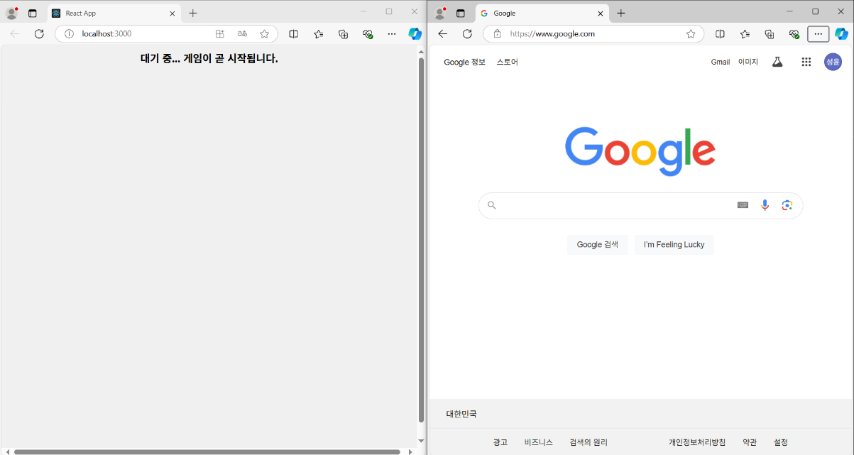 React App
localhost:3000
대기 중... 게임이 곧 시작됩니다.
Google
https://www.google.com
Google 정보 스토어
Gmail 이미지
섬윤
Google
Google 검색 I'm Feeling Lucky
대한민국
광고 비즈니스 검색의 원리 개인정보처리방침 약관 설정